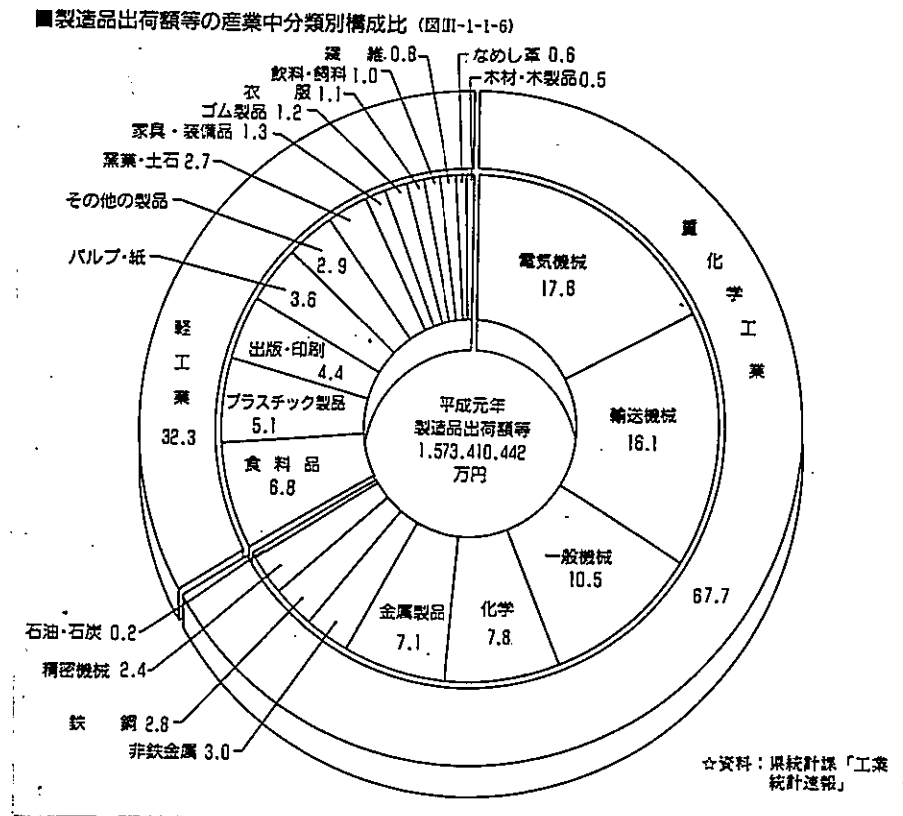 ■製造品出荷額等の産業中分類別構成比 (図III-1-1-6)
繊維 0.8
なめし革 0.6
飲料・飼料 1.0
木材・木製品 0.5
衣服 1.1
ゴム製品 1.2
家具・装備品 1.3
窯業・土石 2.7
その他の製品
2.9
パルプ・紙
3.6
出版・印刷
4.4
プラスチック製品
5.1
食料品
6.8
軽工業
32.3
重化学工業
67.7
電気機械
17.6
輸送機械
16.1
一般機械
10.5
化学
7.8
金属製品
7.1
平成元年
製造品出荷額等
1,573,410,442
万円
石油・石炭 0.2
精密機械 2.4
鉄鋼 2.8
非鉄金属 3.0
☆資料：県統計課「工業
統計速報」